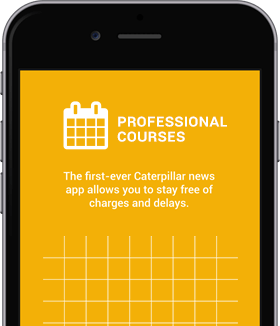 PROFESSIONAL
COURSES
The first-ever Caterpillar news
app allows you to stay free of
charges and delays.